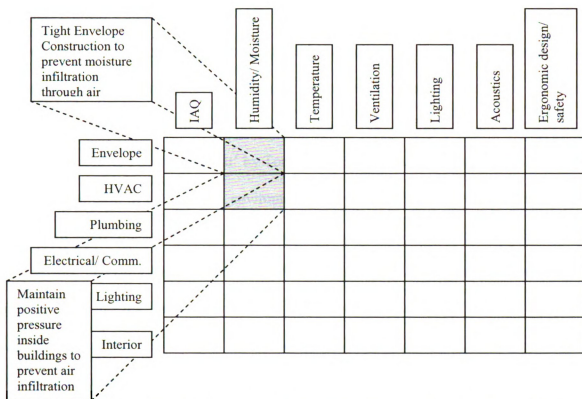 Tight Envelope
Construction to
prevent moisture
infiltration
through air
IAQ
Humidity/ Moisture
Temperature
Ventilation
Lighting
Acoustics
Ergonomic design/
safety
Envelope
HVAC
Plumbing
Electrical/ Comm.
Lighting
Interior
Maintain
positive
pressure
inside
buildings to
prevent air
infiltration